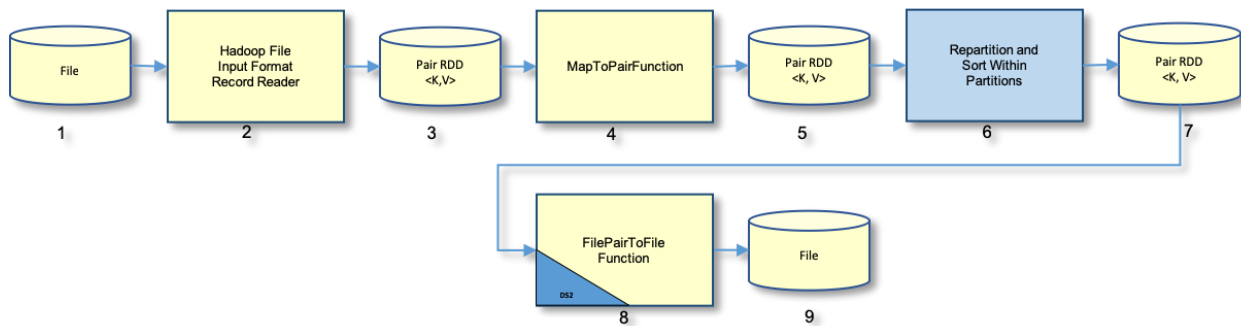 File
Hadoop File
Input Format
Record Reader
Pair RDD
<K,V>
MapToPairFunction
Pair RDD
<K, V>
Repartition and
Sort Within
Partitions
Pair RDD
<K, V>
1
2
3
4
5
6
7
FilePairToFile
Function
DS2
File
8
9